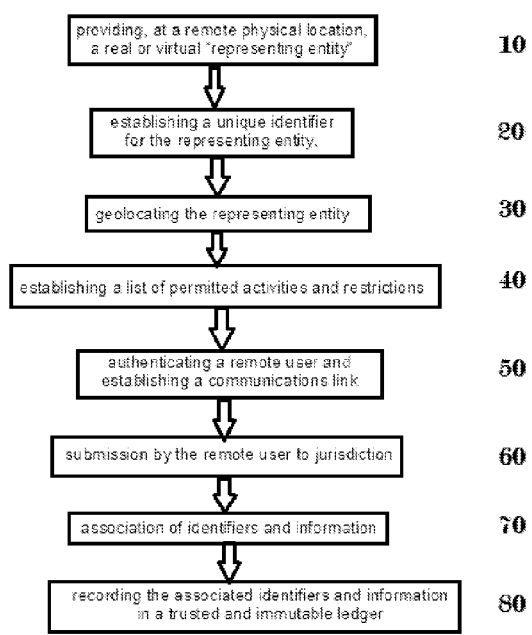 providing, at a remote physical location,
a real or virtual "representing entity"
10
establishing a unique identifier
for the representing entity.
20
geolocating the representing entity
30
establishing a list of permitted activities and restrictions
40
authenticating a remote user and
establishing a communications link
50
submission by the remote user to jurisdiction
60
association of identifiers and information
70
recording the associated identifiers and information
in a trusted and immutable ledger
80